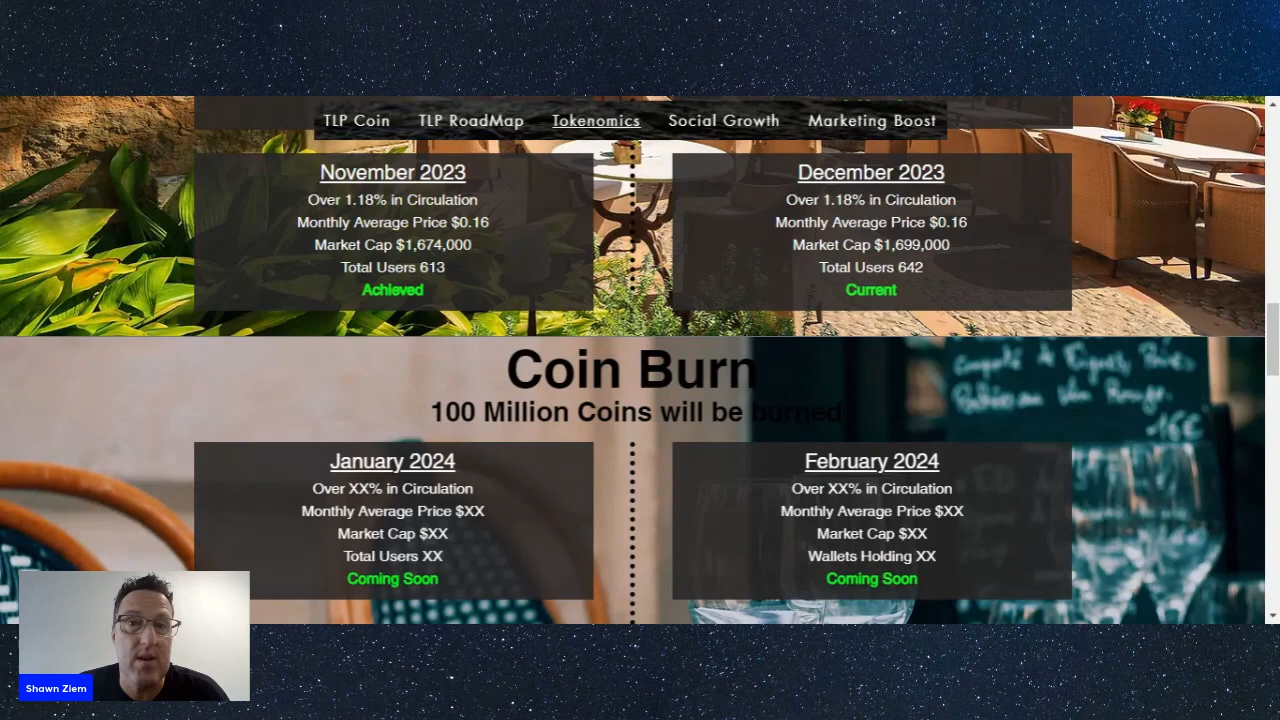 TLP Coin TLP RoadMap Tokenomics Social Growth Marketing Boost
November 2023
Over 1.18% in Circulation
Monthly Average Price $0.16
Market Cap $1,674,000
Total Users 613
Achieved
December 2023
Over 1.18% in Circulation
Monthly Average Price $0.16
Market Cap $1,699,000
Total Users 642
Current
Coin Burn
100 Million Coins will be burned
January 2024
Over XX% in Circulation
Monthly Average Price $XX
Market Cap $XX
Total Users XX
Coming Soon
February 2024
Over XX% in Circulation
Monthly Average Price $XX
Market Cap $XX
Wallets Holding XX
Coming Soon
Shawn Ziem